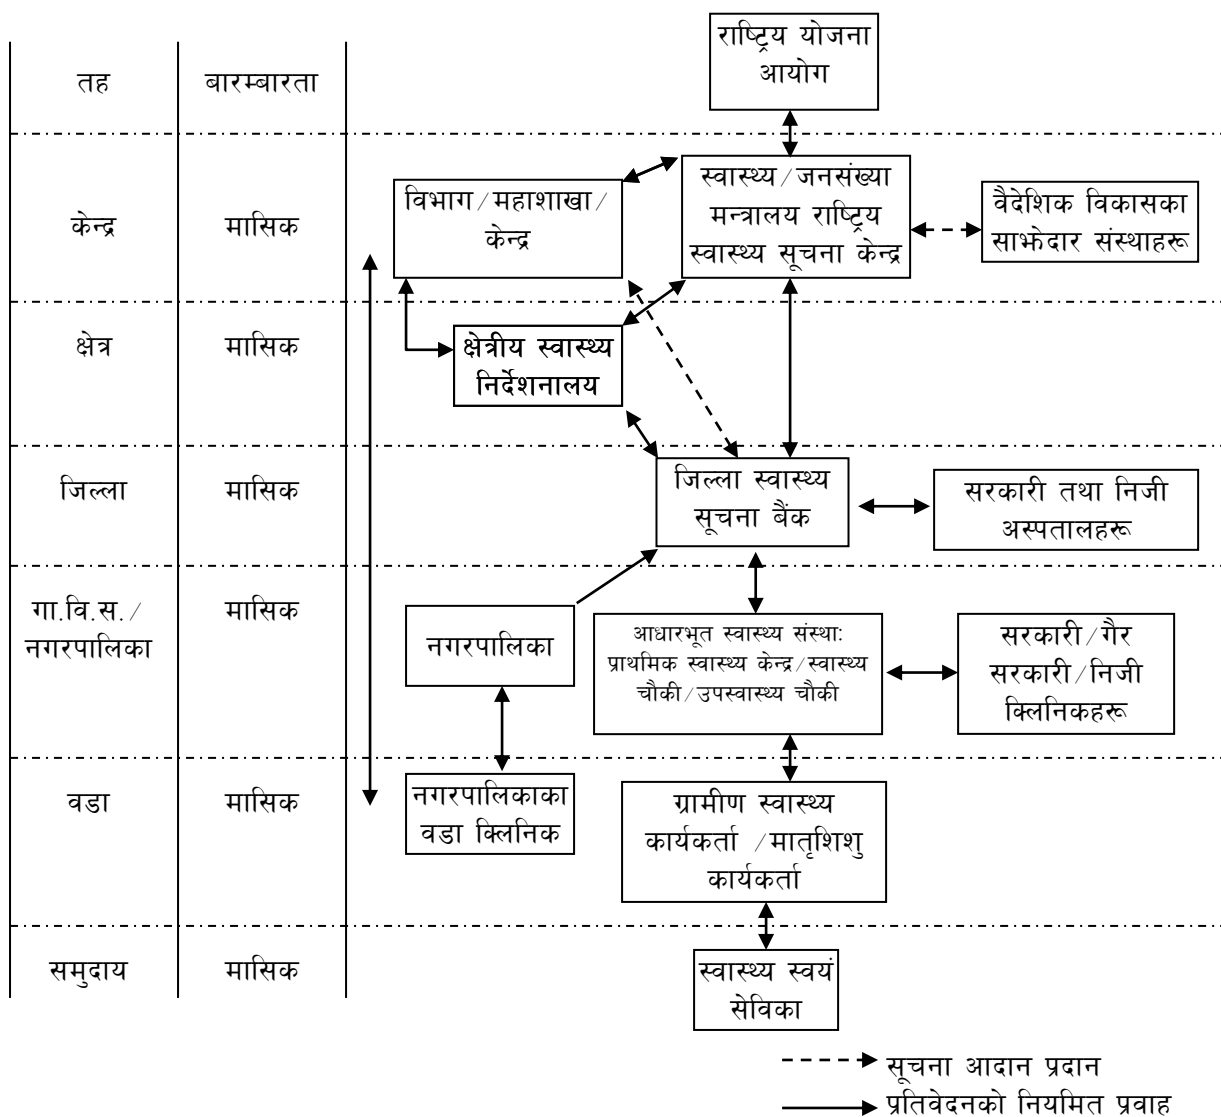 राष्ट्रिय योजना
आयोग
तह
बारम्बारता
केन्द्र
मासिक
विभाग/महाशाखा/
केन्द्र
स्वास्थ्य/जनसंख्या
मन्त्रालय राष्ट्रिय
स्वास्थ्य सूचना केन्द्र
वैदेशिक विकासका
साझेदार संस्थाहरू
क्षेत्र
मासिक
क्षेत्रीय स्वास्थ्य
निर्देशनालय
जिल्ला
मासिक
जिल्ला स्वास्थ्य
सूचना बैंक
सरकारी तथा निजी
अस्पतालहरू
गा.वि.स./
नगरपालिका
मासिक
नगरपालिका
आधारभूत स्वास्थ्य संस्था:
प्राथमिक स्वास्थ्य केन्द्र/स्वास्थ्य
चौकी/उपस्वास्थ्य चौकी
सरकारी/गैर
सरकारी/निजी
क्लिनिकहरू
वडा
मासिक
नगरपालिकाका
वडा क्लिनिक
ग्रामीण स्वास्थ्य
कार्यकर्ता /मातृशिशु
कार्यकर्ता
समुदाय
मासिक
स्वास्थ्य स्वयं
सेविका
सूचना आदान प्रदान
प्रतिवेदनको नियमित प्रवाह